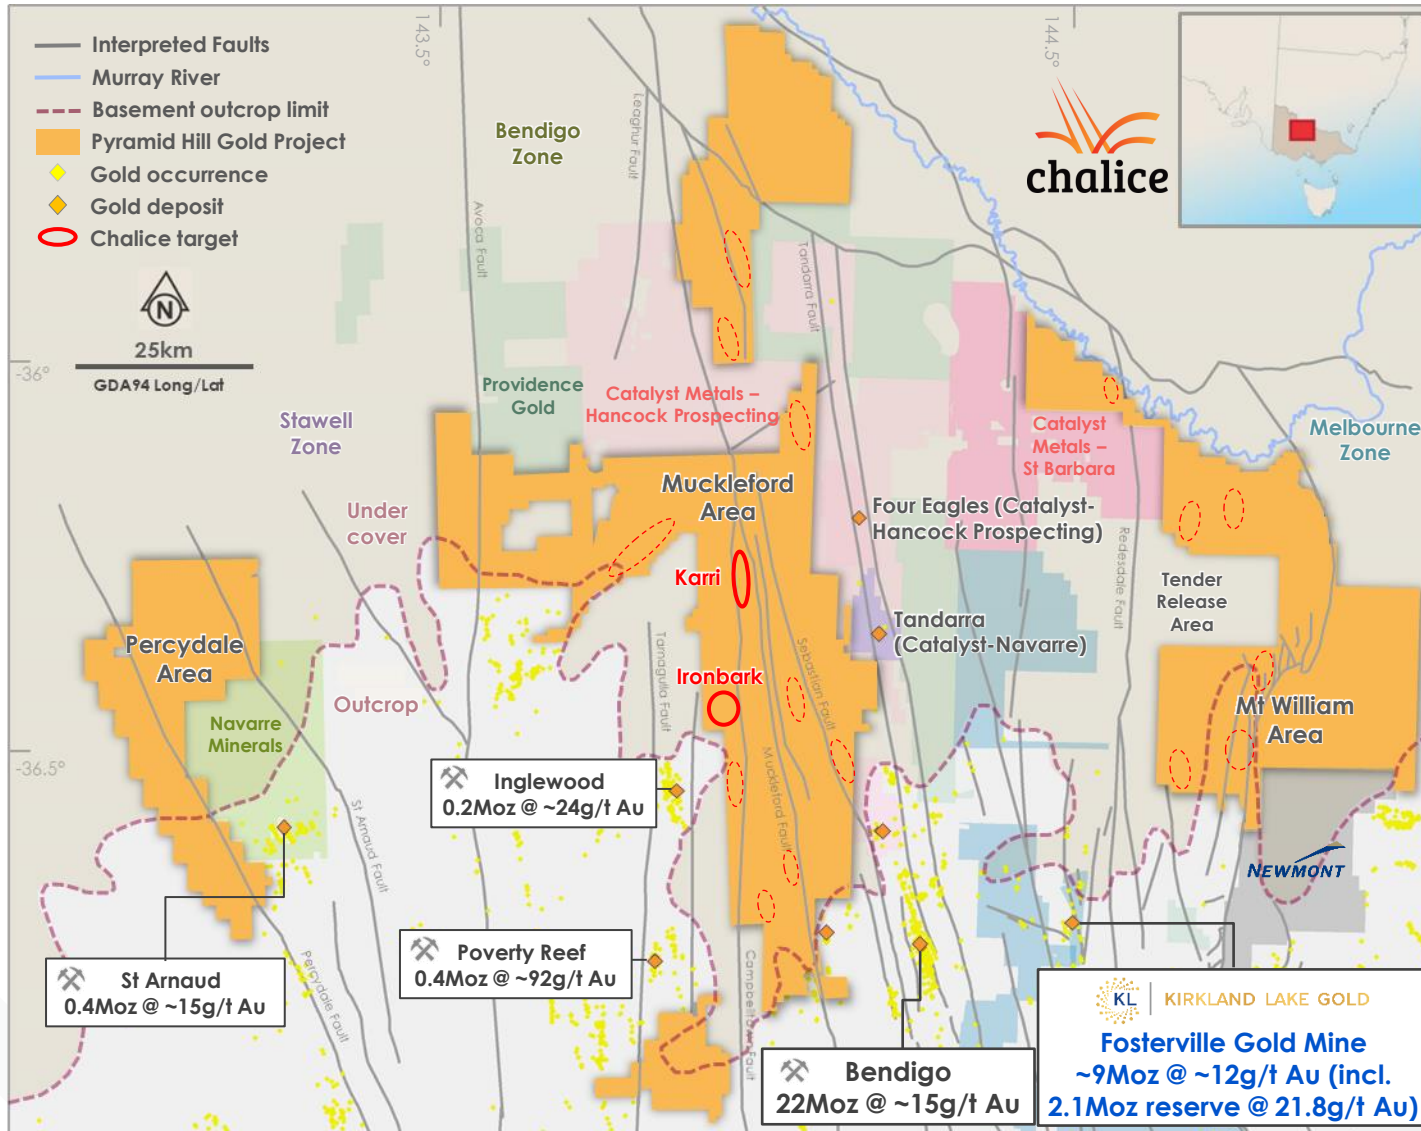 Interpreted Faults
Murray River
Basement outcrop limit
Pyramid Hill Gold Project
Gold occurrence
Gold deposit
Chalice target
N
25km
GDA94 Long/Lat
143.5°
144.5°
-36°
-36.5°
chalice
Bendigo
Zone
Leaghur Fault
Avoca Fault
Tandarra Fault
Providence
Gold
Catalyst Metals –
Hancock Prospecting
Stawell
Zone
Catalyst
Metals –
St Barbara
Melbourne
Zone
Muckleford
Area
Under
cover
Four Eagles (Catalyst-
Hancock Prospecting)
Redesdale Fault
Karri
Tender
Release
Area
Percydale
Area
Tandarra
(Catalyst-Navarre)
Tarnagulla Fault
Sebastian Fault
Ironbark
Outcrop
Navarre
Minerals
Mt William
Area
Inglewood
0.2Moz @ ~24g/t Au
Muckleford Fault
St Arnaud Fault
NEWMONT
Poverty Reef
0.4Moz @ ~92g/t Au
St Arnaud
0.4Moz @ ~15g/t Au
Percydale Fault
Campbelltown Fault
KL
KIRKLAND LAKE GOLD
Fosterville Gold Mine
~9Moz @ ~12g/t Au (incl.
2.1Moz reserve @ 21.8g/t Au)
Bendigo
22Moz @ ~15g/t Au